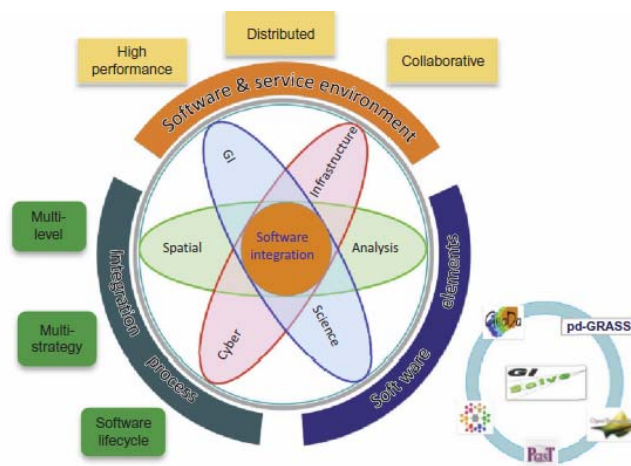 Distributed
High
performance
Collaborative
Software & service environment
GI
Infrastructure
Multi-
level
Spatial
Software
integration
Analysis
Integration
process
Multi-
strategy
Cyber
Science
Soft ware
elements
Software
lifecycle
pd-GRASS
GI
Solve
PGIST